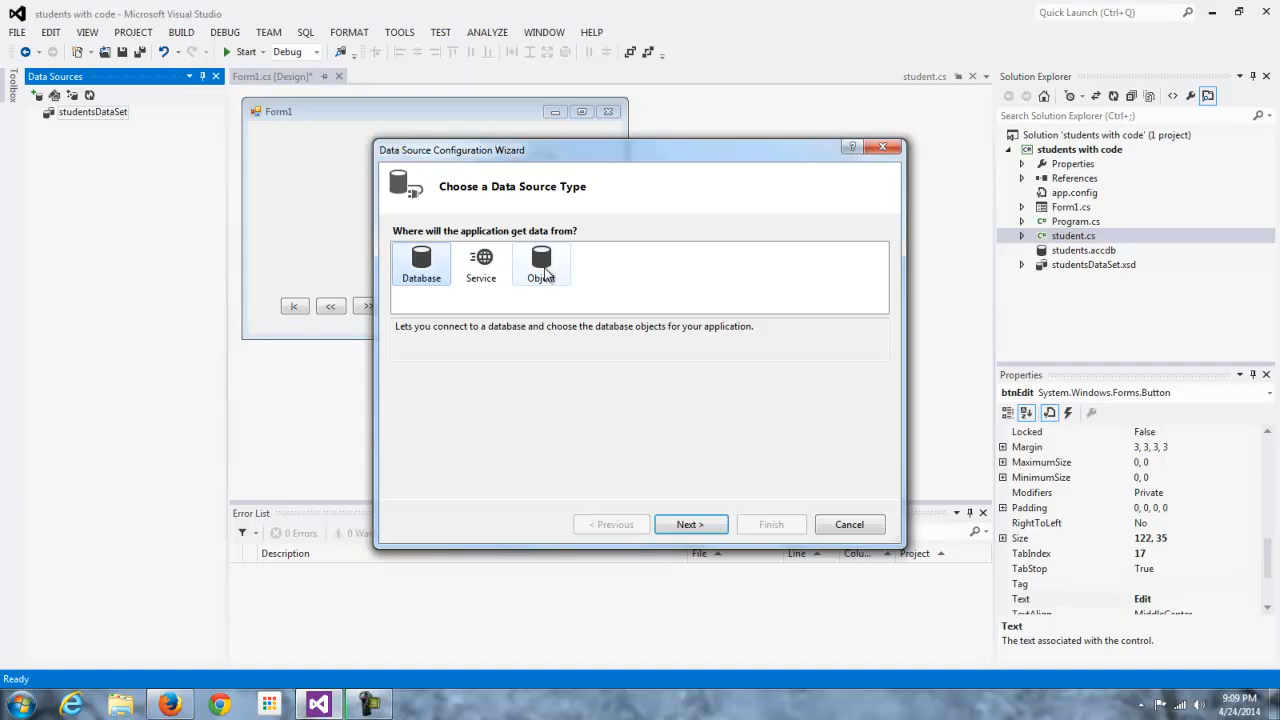 students with code - Microsoft Visual Studio
Quick Launch (Ctrl+Q)
FILE EDIT VIEW PROJECT BUILD DEBUG TEAM SQL FORMAT TOOLS TEST ANALYZE WINDOW HELP
Start Debug
Toolbox
Data Sources
studentsDataSet
Form1.cs [Design]*
student.cs
Form1
|< << >>
Data Source Configuration Wizard
Choose a Data Source Type
Where will the application get data from?
Database Service Object
Lets you connect to a database and choose the database objects for your application.
< Previous Next > Finish Cancel
Error List
0 Errors 0 Wa
Description File Line Colu... Project
Solution Explorer
Search Solution Explorer (Ctrl+;)
Solution 'students with code' (1 project)
students with code
Properties
References
app.config
Form1.cs
Program.cs
student.cs
students.accdb
studentsDataSet.xsd
Properties
btnEdit System.Windows.Forms.Button
Locked False
Margin 3, 3, 3, 3
MaximumSize 0, 0
MinimumSize 0, 0
Modifiers Private
Padding 0, 0, 0, 0
RightToLeft No
Size 122, 35
TabIndex 17
TabStop True
Tag
Text Edit
TextAlign MiddleCenter
Text
The text associated with the control.
Ready
9:09 PM
4/24/2014